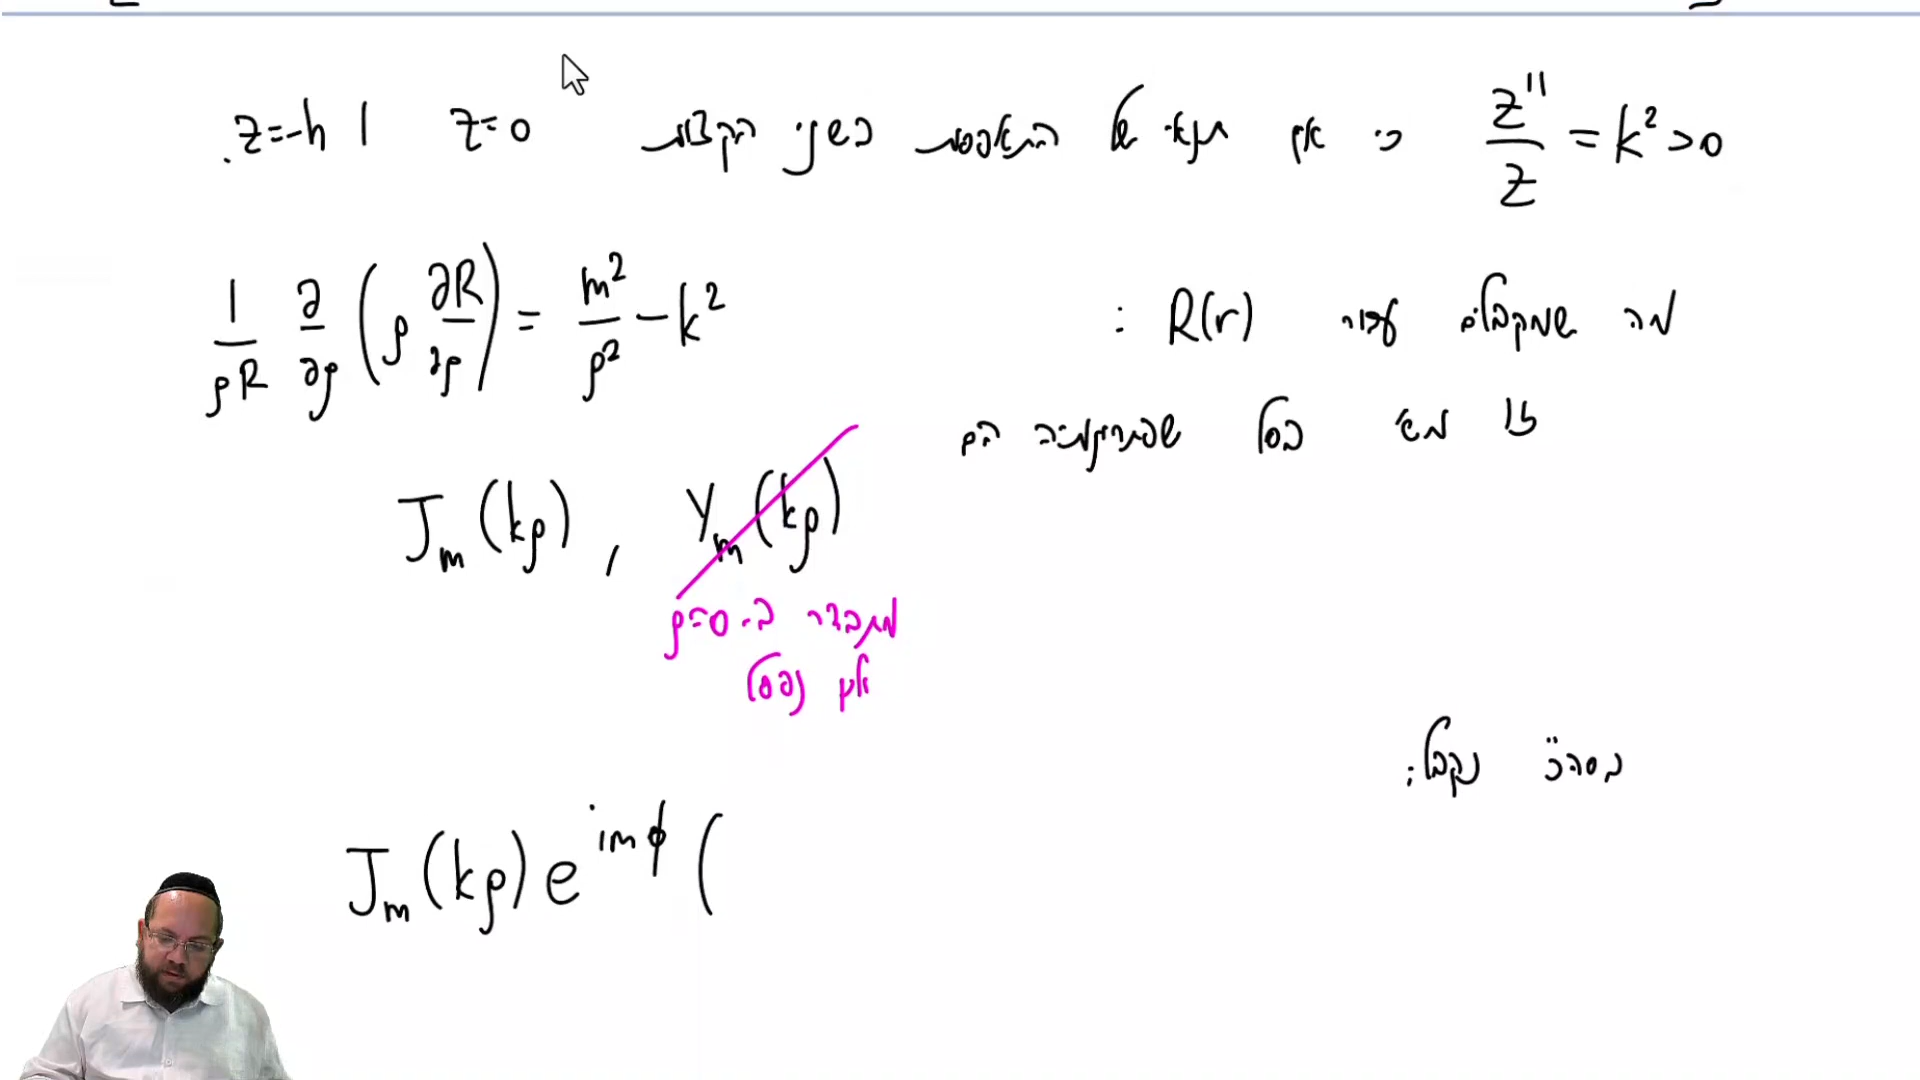 Z''/Z = k² > 0 כי אין תנאי של התאפסות בשני הקצוות z=0 ו z=-h.
מה שמקבלים עבור R(r) : 1/(ρR) ∂/∂ρ (ρ ∂R/∂ρ) = m²/ρ² - k²
זו מש' בסל שפתרונותיה הם
J_m(kρ) , Y_m(kρ)
מתבדר ב- ρ=0
ולכן נפסל
בסה"כ נקבל:
J_m(kρ) e^{imϕ} (